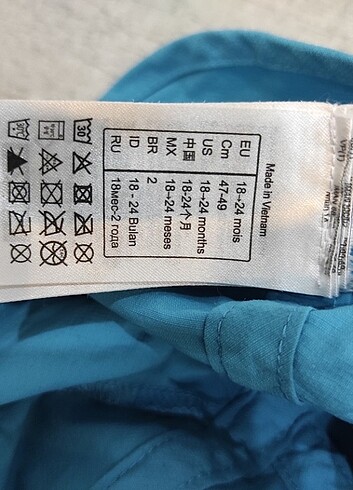 Made in Vietnam
EU 18→24 mois
Cm 47-49
US 18→24 months
中国 18-24个月
MX 18→24 meses
BR 2
ID 18 - 24 Bulan
RU 18мес-2 года
30